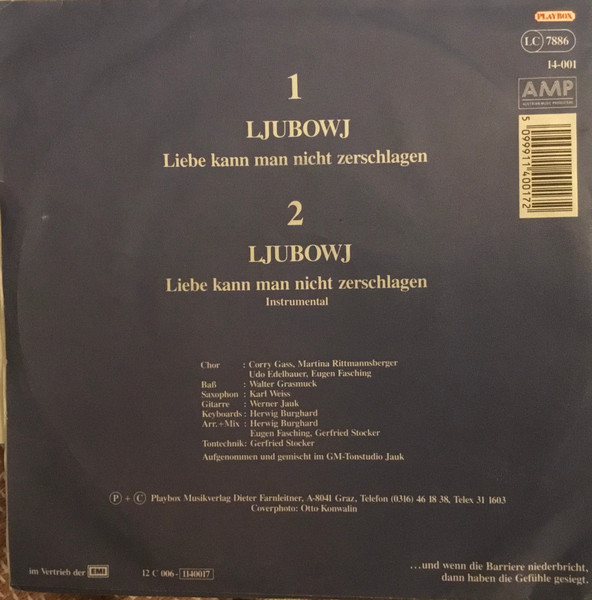 PLAYBOX
LC 7886
14-001
AMP
1
LJUBOWJ
Liebe kann man nicht zerschlagen
5 099911 400172
2
LJUBOWJ
Liebe kann man nicht zerschlagen
Instrumental
Chor : Corry Gass, Martina Rittmannsberger
Udo Edelbauer, Eugen Fasching
Baß : Walter Grasmuck
Saxophon : Karl Weiss
Gitarre : Werner Jauk
Keyboards : Herwig Burghard
Arr.+Mix : Herwig Burghard
Eugen Fasching, Gerfried Stocker
Tontechnik: Gerfried Stocker
Aufgenommen und gemischt im GM-Tonstudio Jauk
Ⓟ + Ⓒ Playbox Musikverlag Dieter Farnleitner, A-8041 Graz, Telefon (0316) 46 18 38, Telex 31 1603
Coverphoto: Otto Konwalin
im Vertrieb der EMI 12 C 006-1140017
...und wenn die Barriere niederbricht,
dann haben die Gefühle gesiegt.